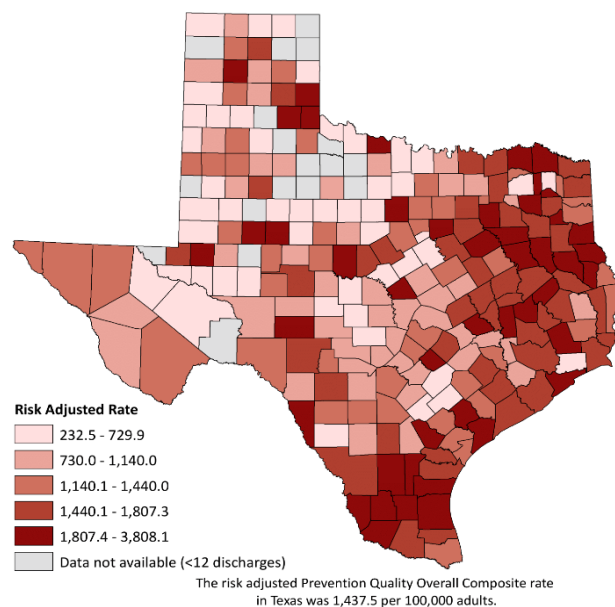 Risk Adjusted Rate
232.5 - 729.9
730.0 - 1,140.0
1,140.1 - 1,440.0
1,440.1 - 1,807.3
1,807.4 - 3,808.1
Data not available (<12 discharges)
The risk adjusted Prevention Quality Overall Composite rate
in Texas was 1,437.5 per 100,000 adults.